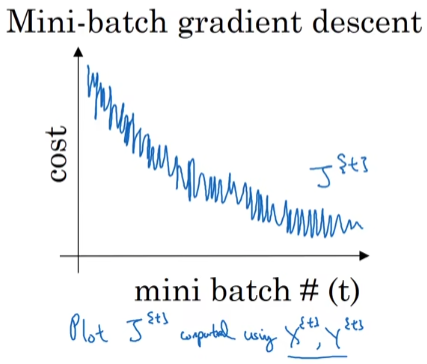 Mini-batch gradient descent
cost
J^{t}
mini batch # (t)
Plot J^{t} computed using X^{t}, Y^{t}